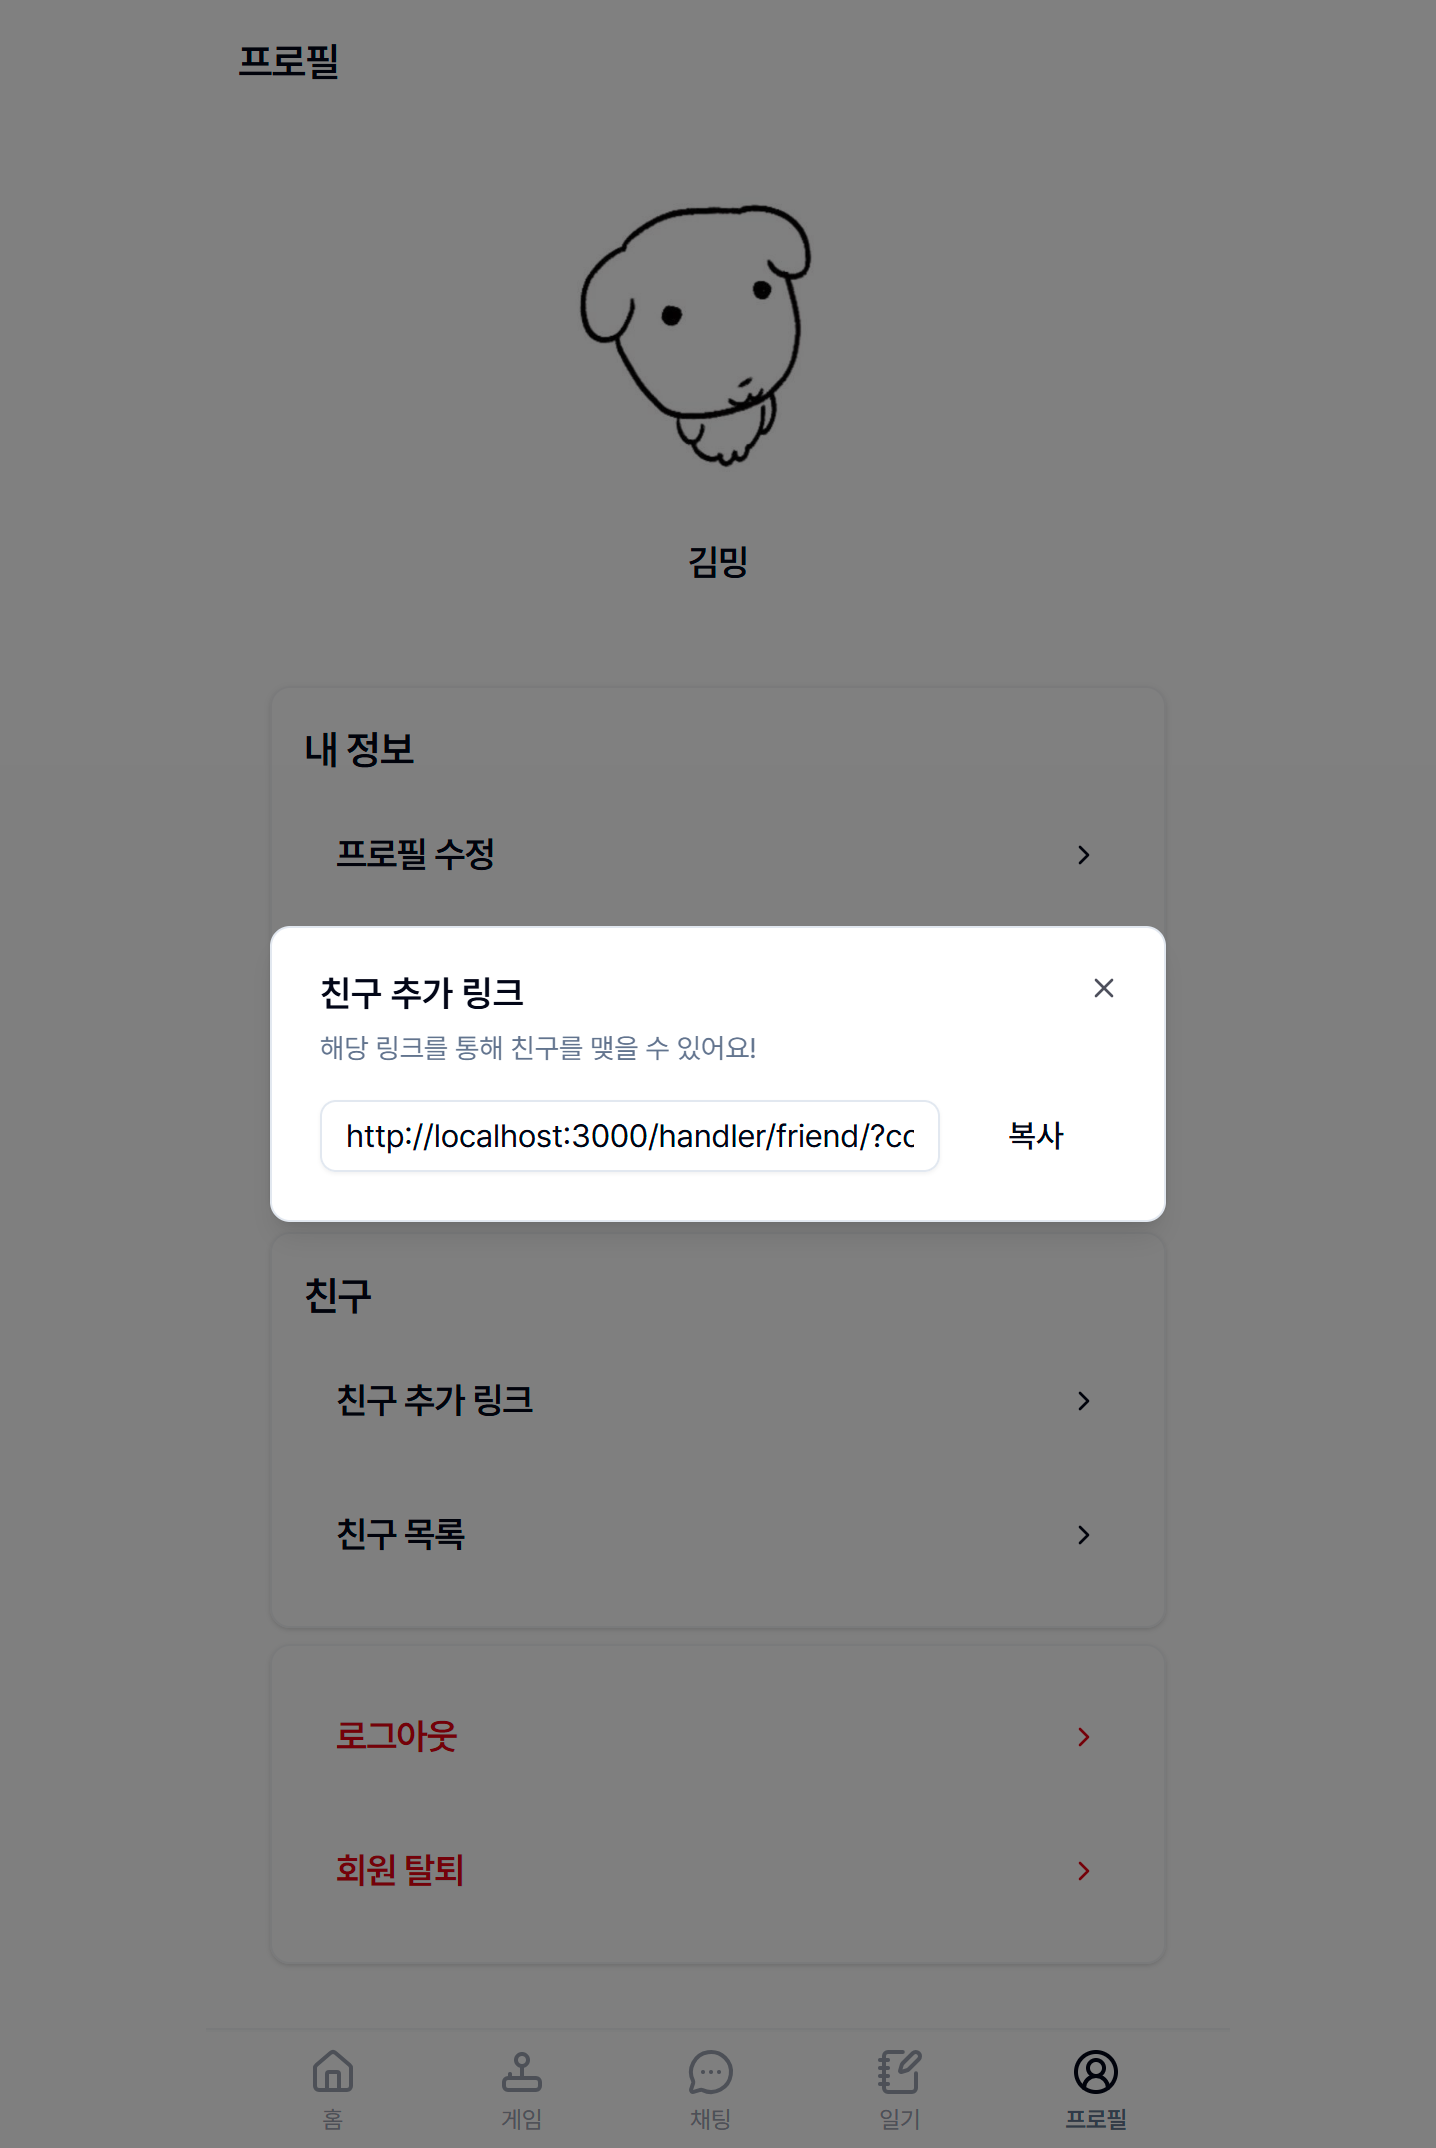 프로필
김밍
내 정보
프로필 수정
친구 추가 링크
해당 링크를 통해 친구를 맺을 수 있어요!
http://localhost:3000/handler/friend/?cc
복사
친구
친구 추가 링크
친구 목록
로그아웃
회원 탈퇴
홈 게임 채팅 일기 프로필